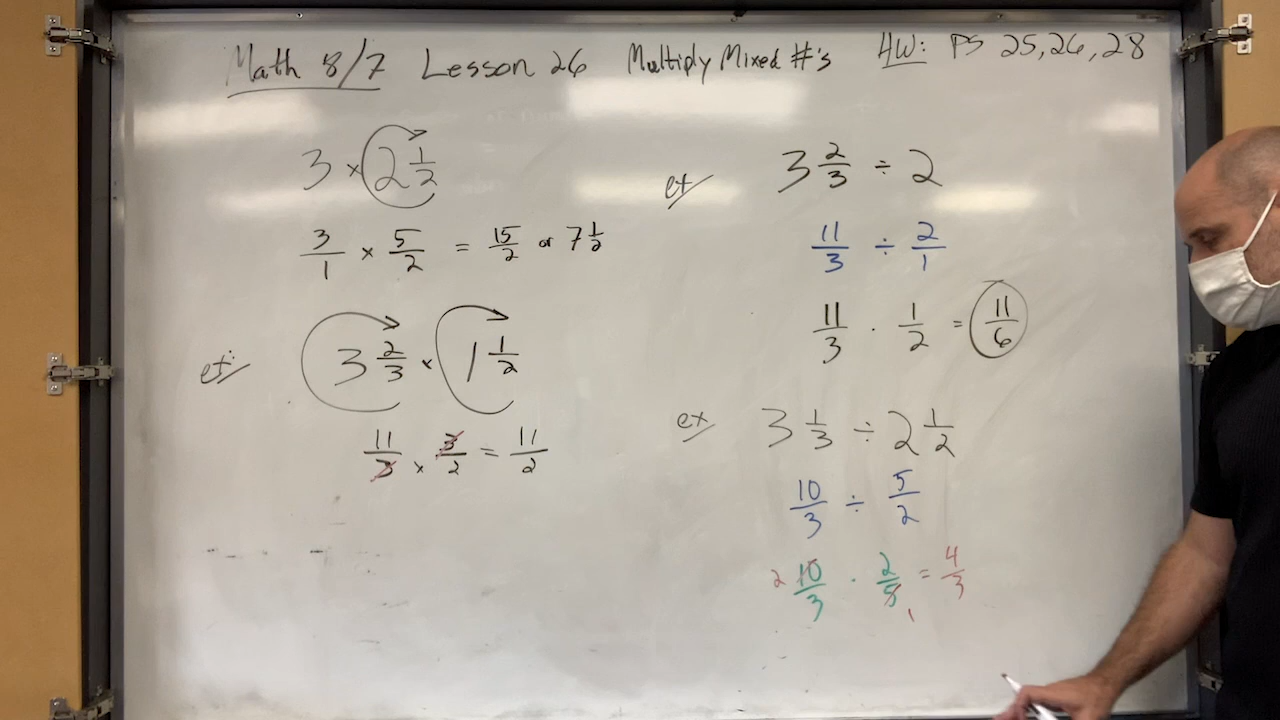 Math 8/7 Lesson 26 Multiply Mixed #'s HW: PS 25, 26, 28
3 × 2 1/2
3/1 × 5/2 = 15/2 or 7 1/2
ex: 3 2/3 × 1 1/2
11/3 × 3/2 = 11/2
ex 3 2/3 ÷ 2
11/3 ÷ 2/1
11/3 · 1/2 = 11/6
ex 3 1/3 ÷ 2 1/2
10/3 ÷ 5/2
2 10/3 · 2/5 1 = 4/3